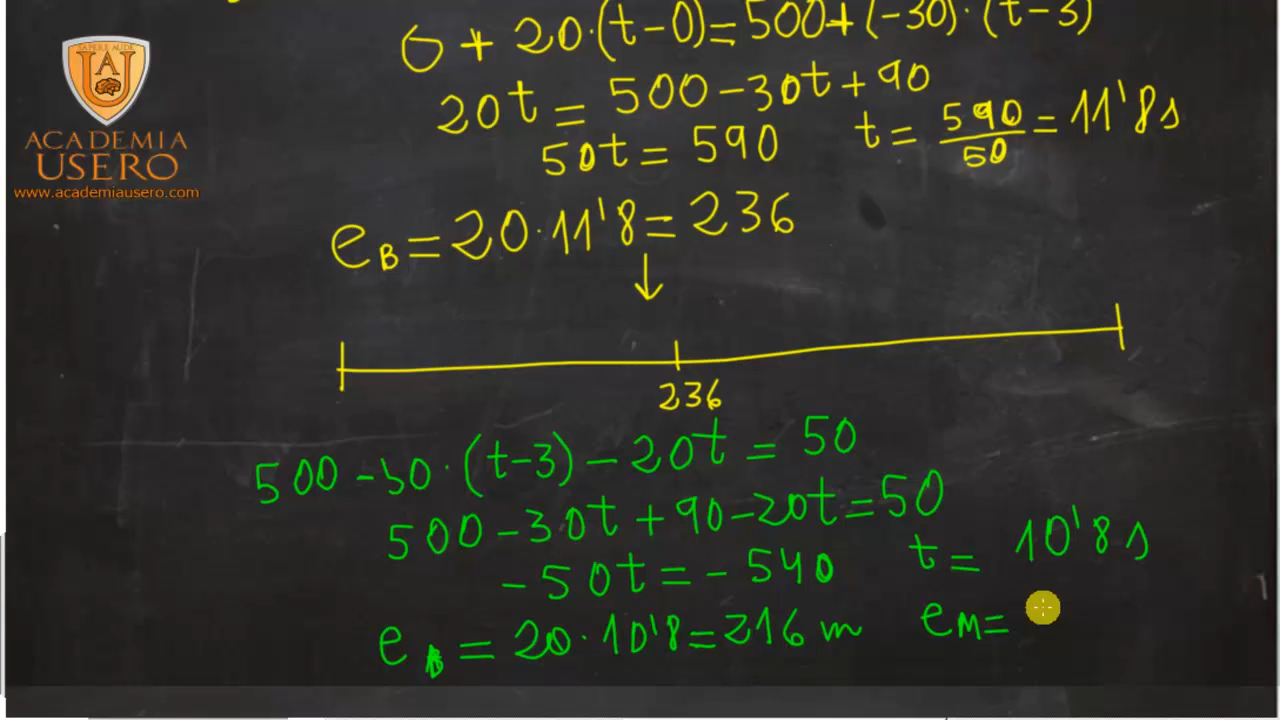 0 + 20·(t-0)=500+(-30)·(t-3)
SAPERE AUDE
UA
ACADEMIA
USERO
www.academiausero.com
20t = 500-30t+90
50t = 590
t = 590/50 = 11'8s
eB = 20·11'8 = 236
↓
236
500-30·(t-3)-20t = 50
500-30t+90-20t=50
-50t = -540
t = 10'8 s
eB = 20·10'8 = 216 m
eM =